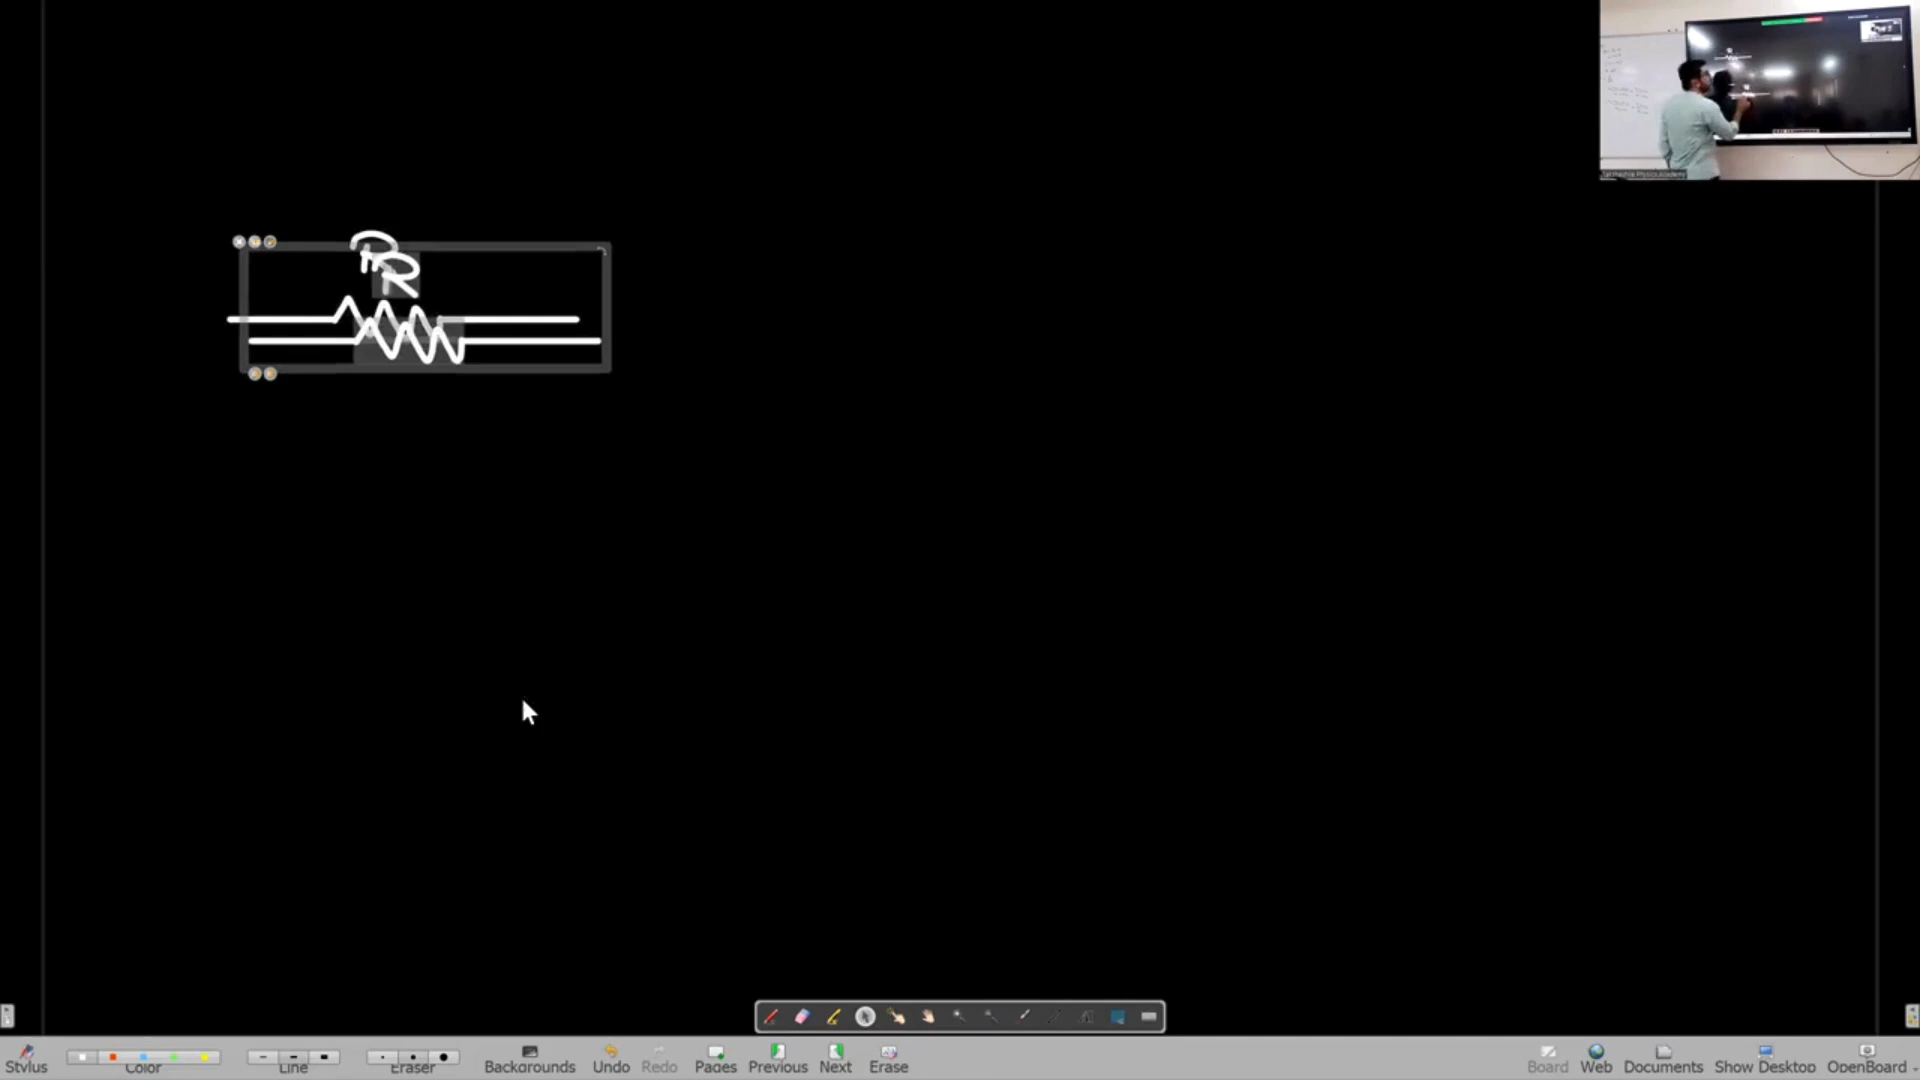 R
R
Stylus
Color
Line
Eraser
Backgrounds
Undo
Redo
Pages
Previous
Next
Erase
Board
Web
Documents
Show Desktop
OpenBoard